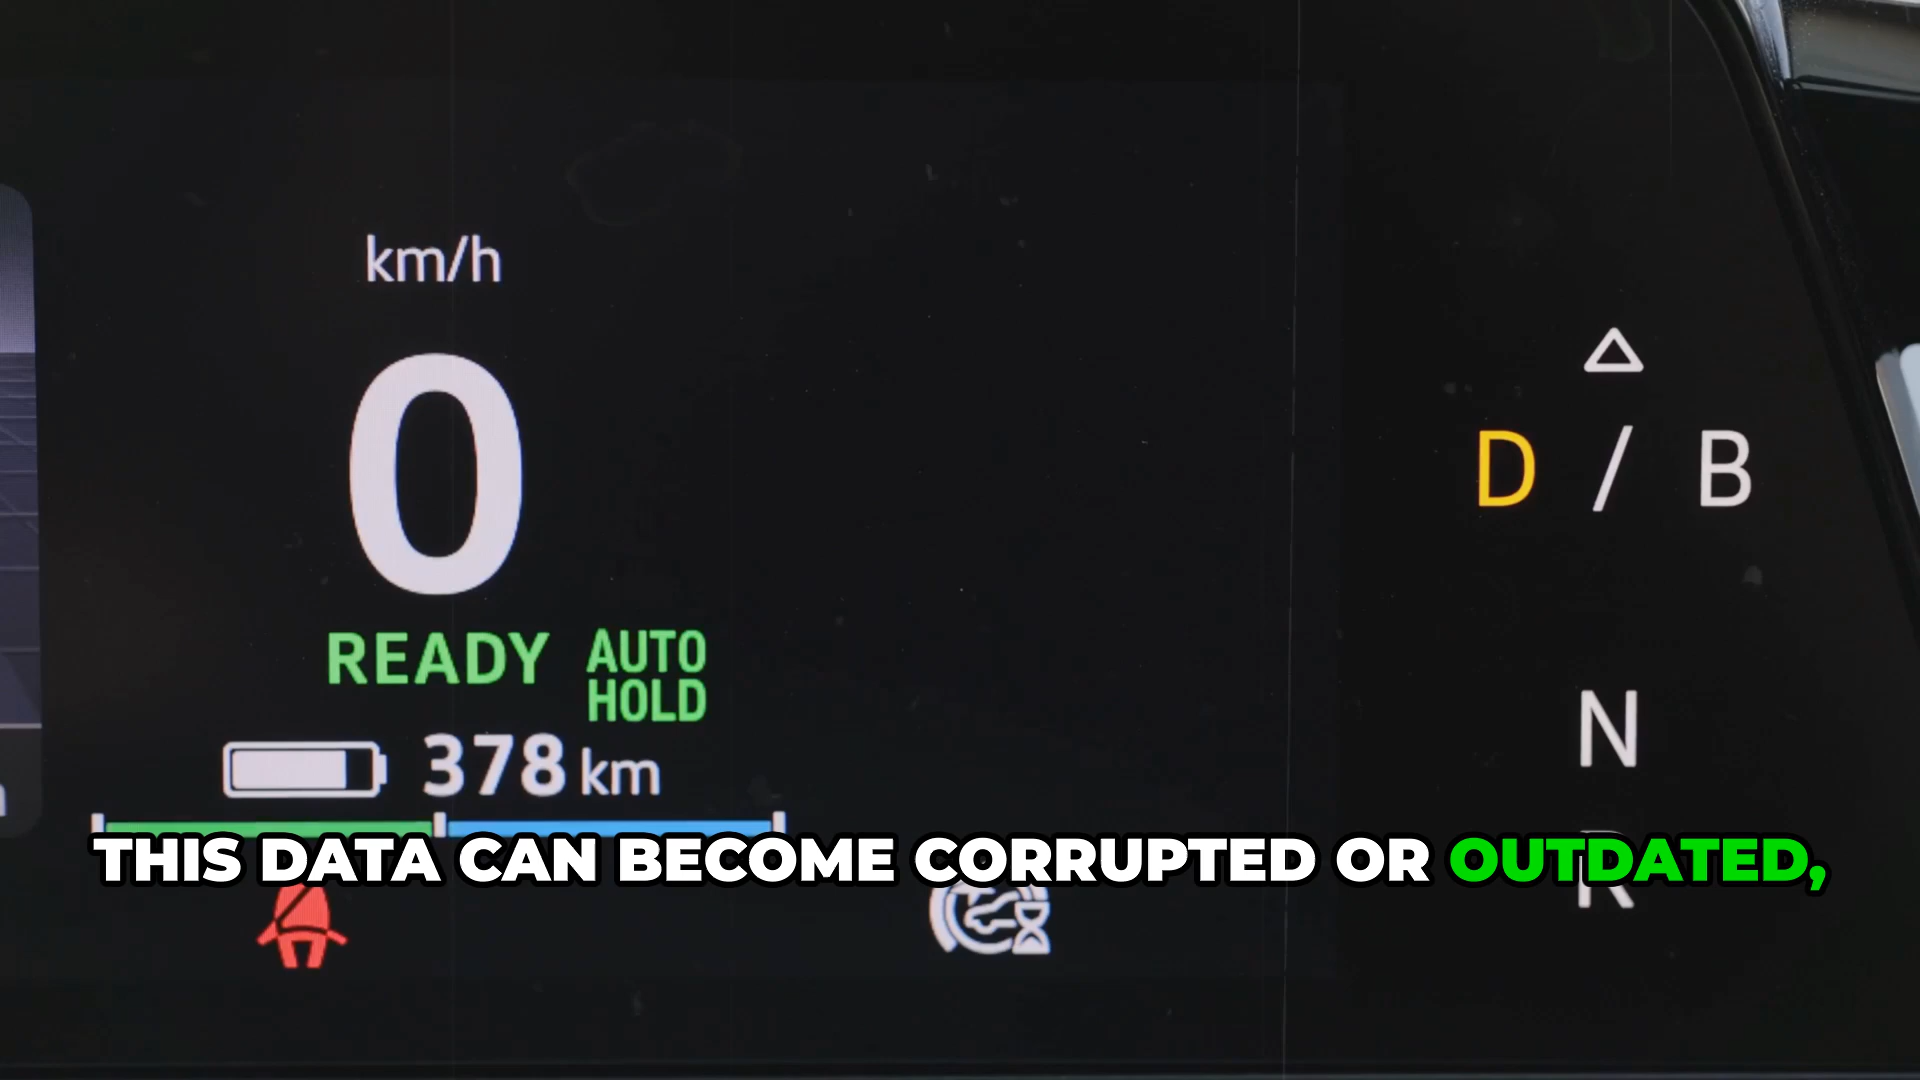 km/h
0
D / B
READY
AUTO
HOLD
378 km
N
R
THIS DATA CAN BECOME CORRUPTED OR OUTDATED,